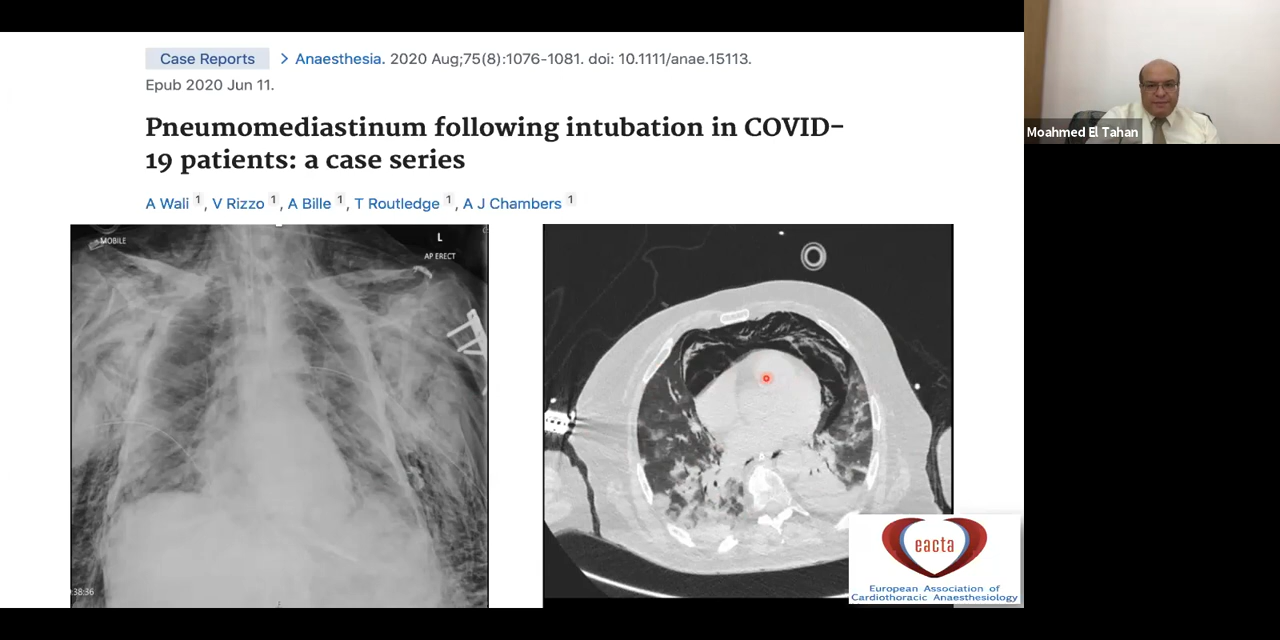 Case Reports > Anaesthesia. 2020 Aug;75(8):1076-1081. doi: 10.1111/anae.15113.
Epub 2020 Jun 11.
Pneumomediastinum following intubation in COVID-
19 patients: a case series
A Wali 1, V Rizzo 1, A Bille 1, T Routledge 1, A J Chambers 1
MOBILE
L
AP ERECT
:38:36
eacta
European Association of
Cardiothoracic Anaesthesiology
Moahmed El Tahan